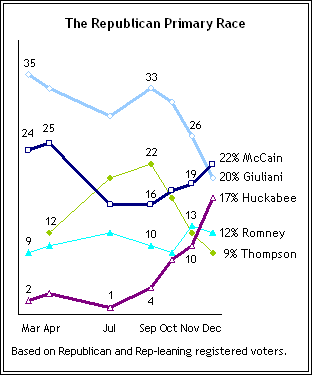 The Republican Primary Race
35
33
24
25
26
22
22% McCain
19
20% Giuliani
16
17% Huckabee
12
13
9
10
12% Romney
10
9% Thompson
2
1
4
Mar Apr Jul Sep Oct Nov Dec
Based on Republican and Rep-leaning registered voters.